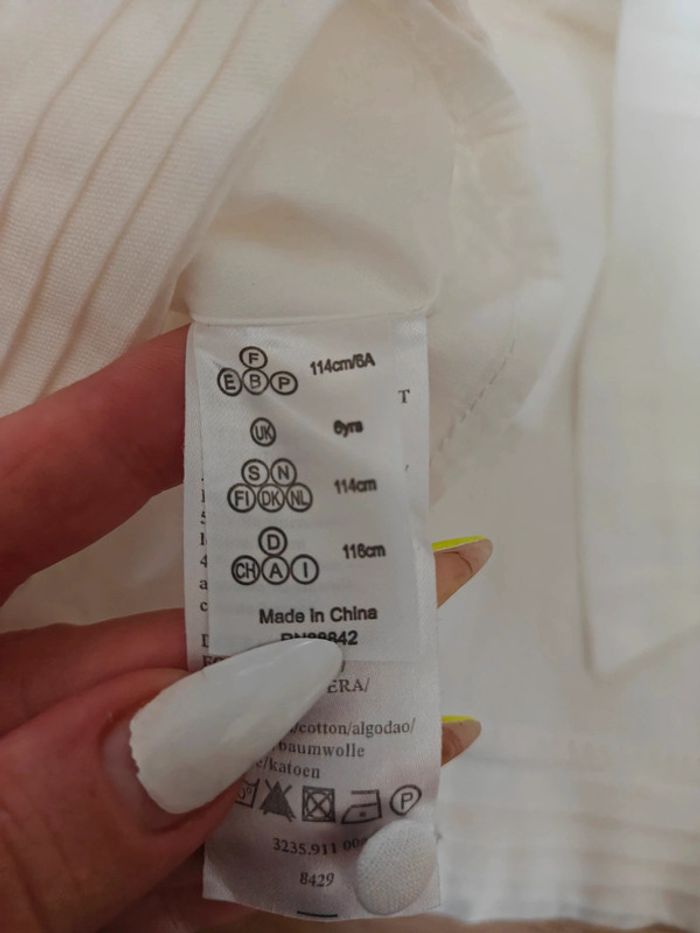 F
E B P 114cm/6A
T
UK 6yrs
S N
FI DK NL 114cm
D
CH A I 116cm
Made in China
ERA/
/cotton/algodao/
baumwolle
/katoen
P
3235.911
8429